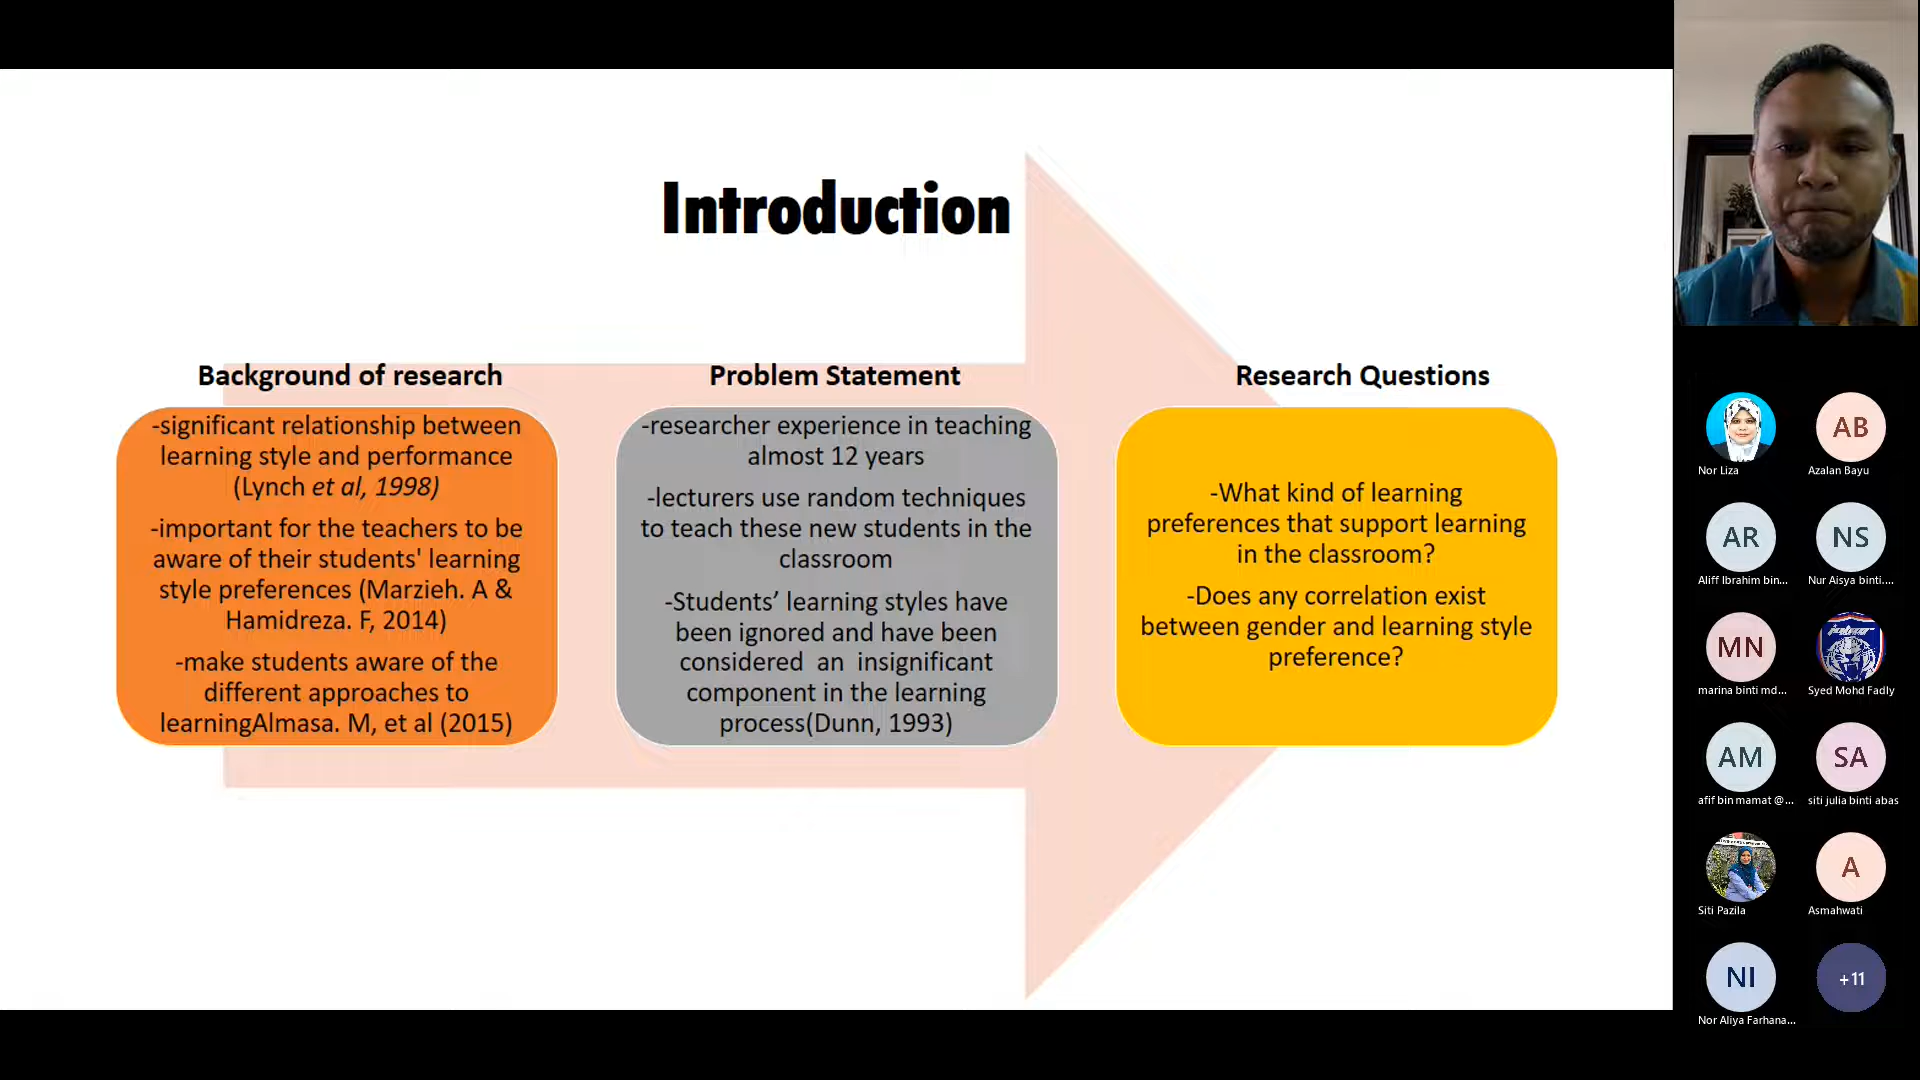 Introduction
Background of research
-significant relationship between
learning style and performance
(Lynch et al, 1998)
-important for the teachers to be
aware of their students' learning
style preferences (Marzieh. A &
Hamidreza. F, 2014)
-make students aware of the
different approaches to
learningAlmasa. M, et al (2015)
Problem Statement
-researcher experience in teaching
almost 12 years
-lecturers use random techniques
to teach these new students in the
classroom
-Students’ learning styles have
been ignored and have been
considered an insignificant
component in the learning
process(Dunn, 1993)
Research Questions
-What kind of learning
preferences that support learning
in the classroom?
-Does any correlation exist
between gender and learning style
preference?
Nor Liza
AB
Azalan Bayu
AR
Aliff Ibrahim bin...
NS
Nur Aisya binti....
MN
marina binti md...
Syed Mohd Fadly
AM
afif bin mamat @...
SA
siti julia binti abas
Siti Pazila
A
Asmahwati
NI
Nor Aliya Farhana...
+11